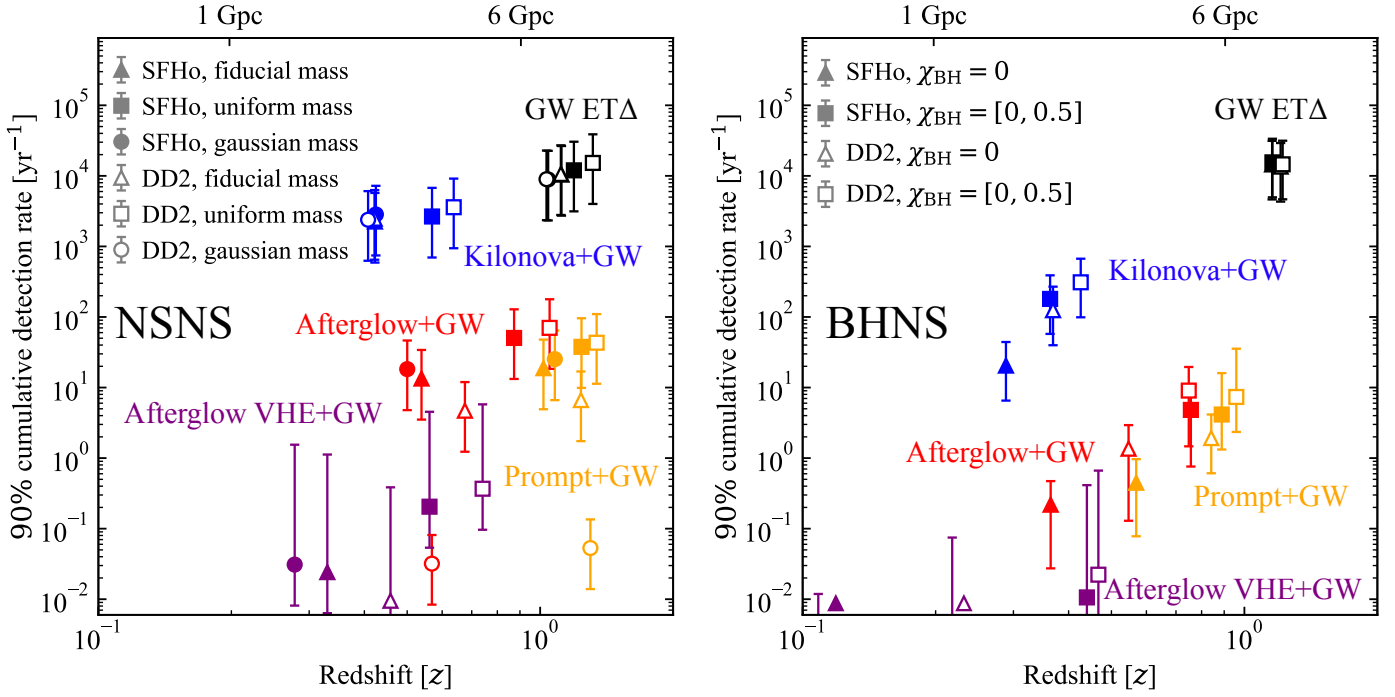 1 Gpc 6 Gpc
SFHo, fiducial mass
SFHo, uniform mass
SFHo, gaussian mass
DD2, fiducial mass
DD2, uniform mass
DD2, gaussian mass
GW ETΔ
Kilonova+GW
NSNS
Afterglow+GW
Afterglow VHE+GW
Prompt+GW
90% cumulative detection rate [yr⁻¹]
10⁵
10⁴
10³
10²
10¹
10⁰
10⁻¹
10⁻²
10⁻¹ 10⁰
Redshift [z]
1 Gpc 6 Gpc
SFHo, χBH = 0
SFHo, χBH = [0, 0.5]
DD2, χBH = 0
DD2, χBH = [0, 0.5]
GW ETΔ
Kilonova+GW
BHNS
Afterglow+GW
Prompt+GW
Afterglow VHE+GW
90% cumulative detection rate [yr⁻¹]
10⁵
10⁴
10³
10²
10¹
10⁰
10⁻¹
10⁻²
10⁻¹ 10⁰
Redshift [z]